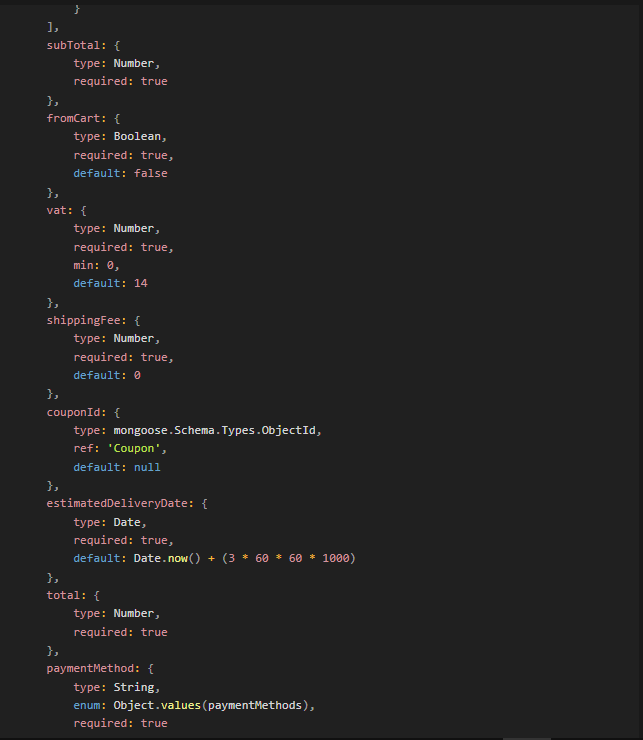 }
],
subTotal: {
type: Number,
required: true
},
fromCart: {
type: Boolean,
required: true,
default: false
},
vat: {
type: Number,
required: true,
min: 0,
default: 14
},
shippingFee: {
type: Number,
required: true,
default: 0
},
couponId: {
type: mongoose.Schema.Types.ObjectId,
ref: 'Coupon',
default: null
},
estimatedDeliveryDate: {
type: Date,
required: true,
default: Date.now() + (3 * 60 * 60 * 1000)
},
total: {
type: Number,
required: true
},
paymentMethod: {
type: String,
enum: Object.values(paymentMethods),
required: true